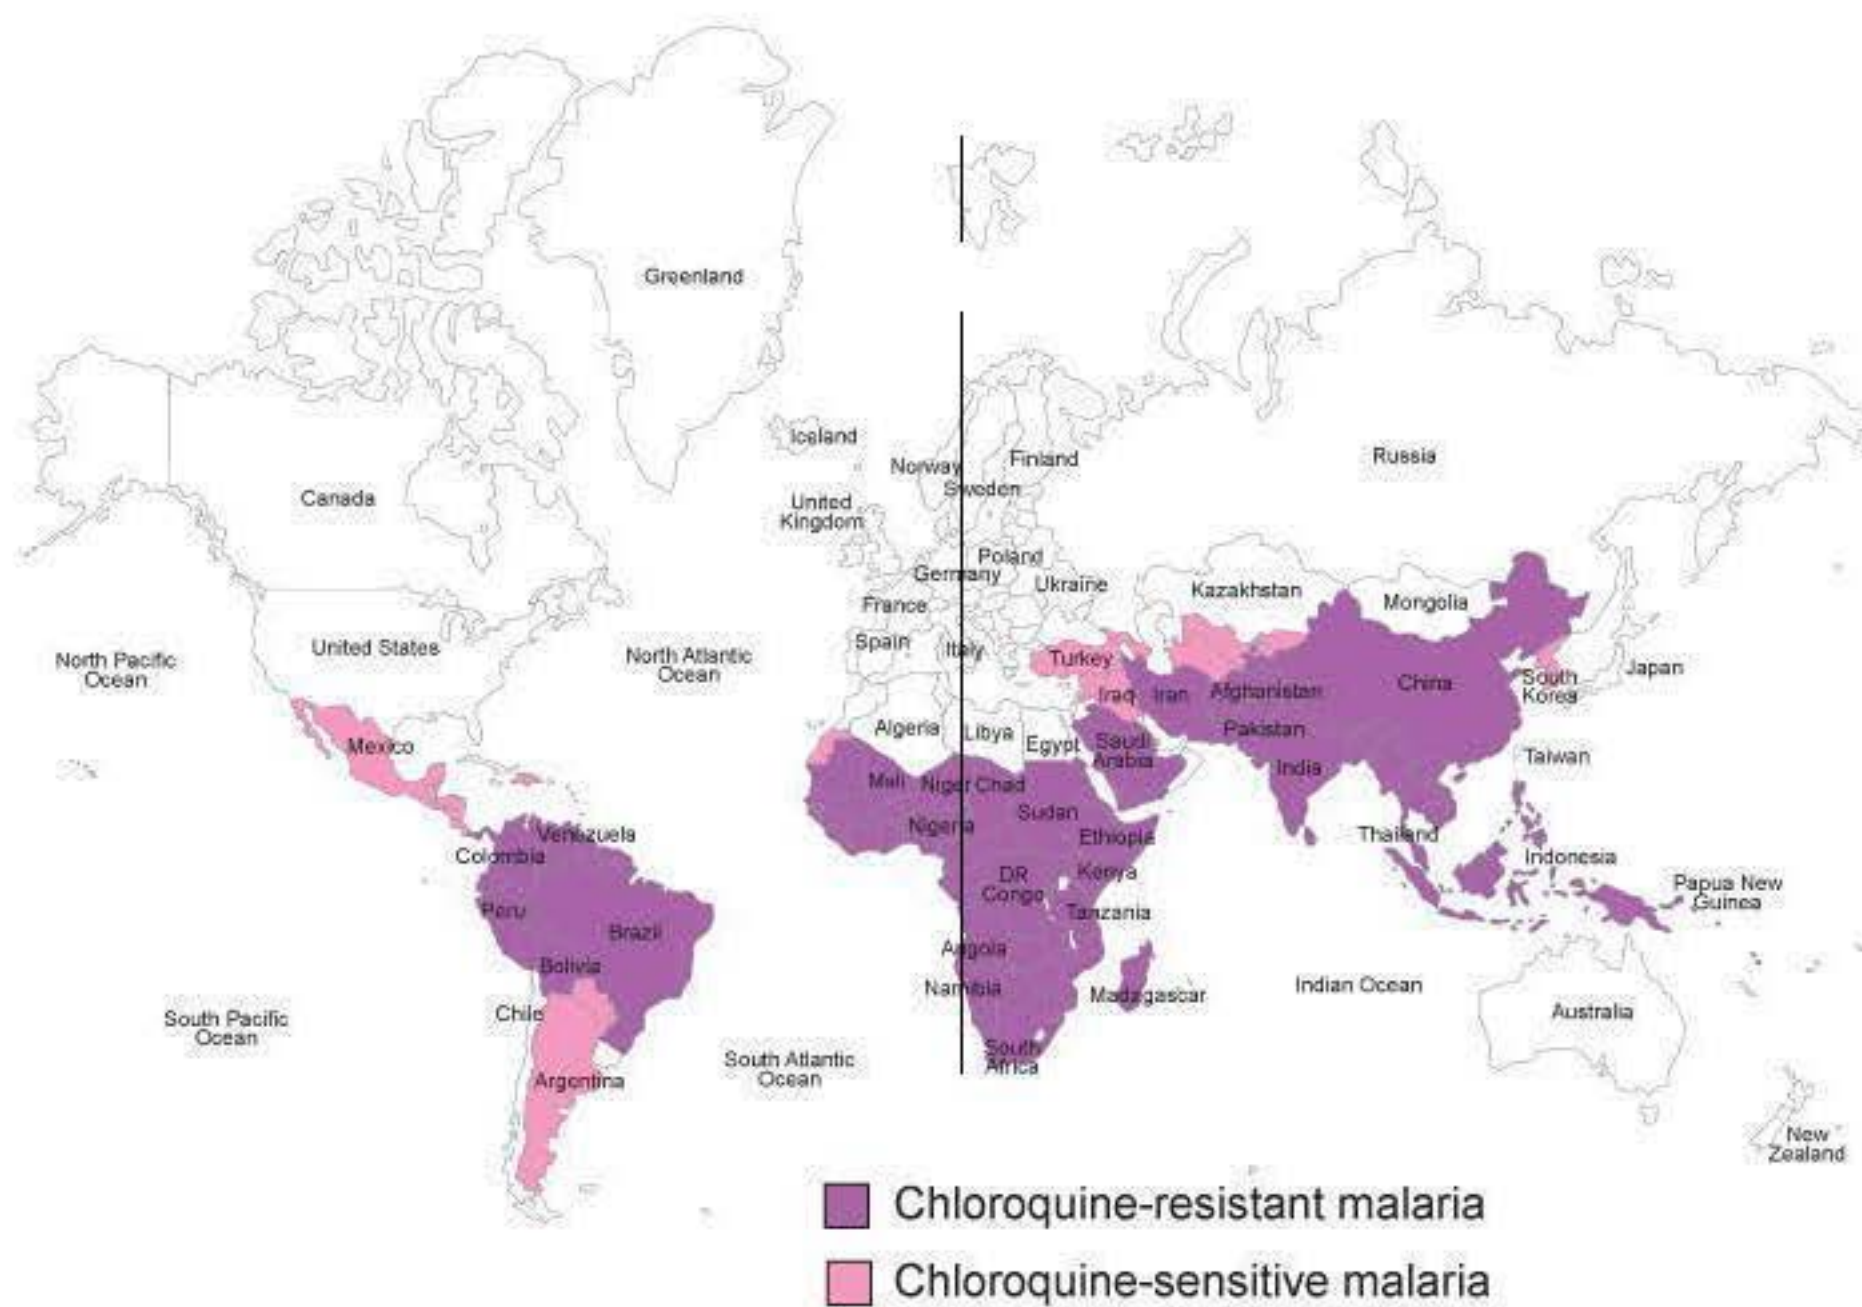 Greenland
Iceland
Norway
Finland
Sweden
Russia
Canada
United
Kingdom
Poland
Germany
Ukraine
Kazakhstan
France
Mongolia
Spain
Italy
United States
North Pacific
Ocean
North Atlantic
Ocean
Turkey
Iraq
Iran
Afghanistan
China
South
Korea
Japan
Mexico
Algeria
Libya
Egypt
Saudi
Arabia
Pakistan
India
Taiwan
Mali
Niger
Chad
Sudan
Nigeria
Ethiopia
Thailand
Venezuela
Colombia
Indonesia
DR
Congo
Kenya
Papua New
Guinea
Peru
Brazil
Tanzania
Angola
Bolivia
Namibia
Madagascar
Indian Ocean
Chile
South Pacific
Ocean
Australia
South
Africa
South Atlantic
Ocean
Argentina
New
Zealand
Chloroquine-resistant malaria
Chloroquine-sensitive malaria